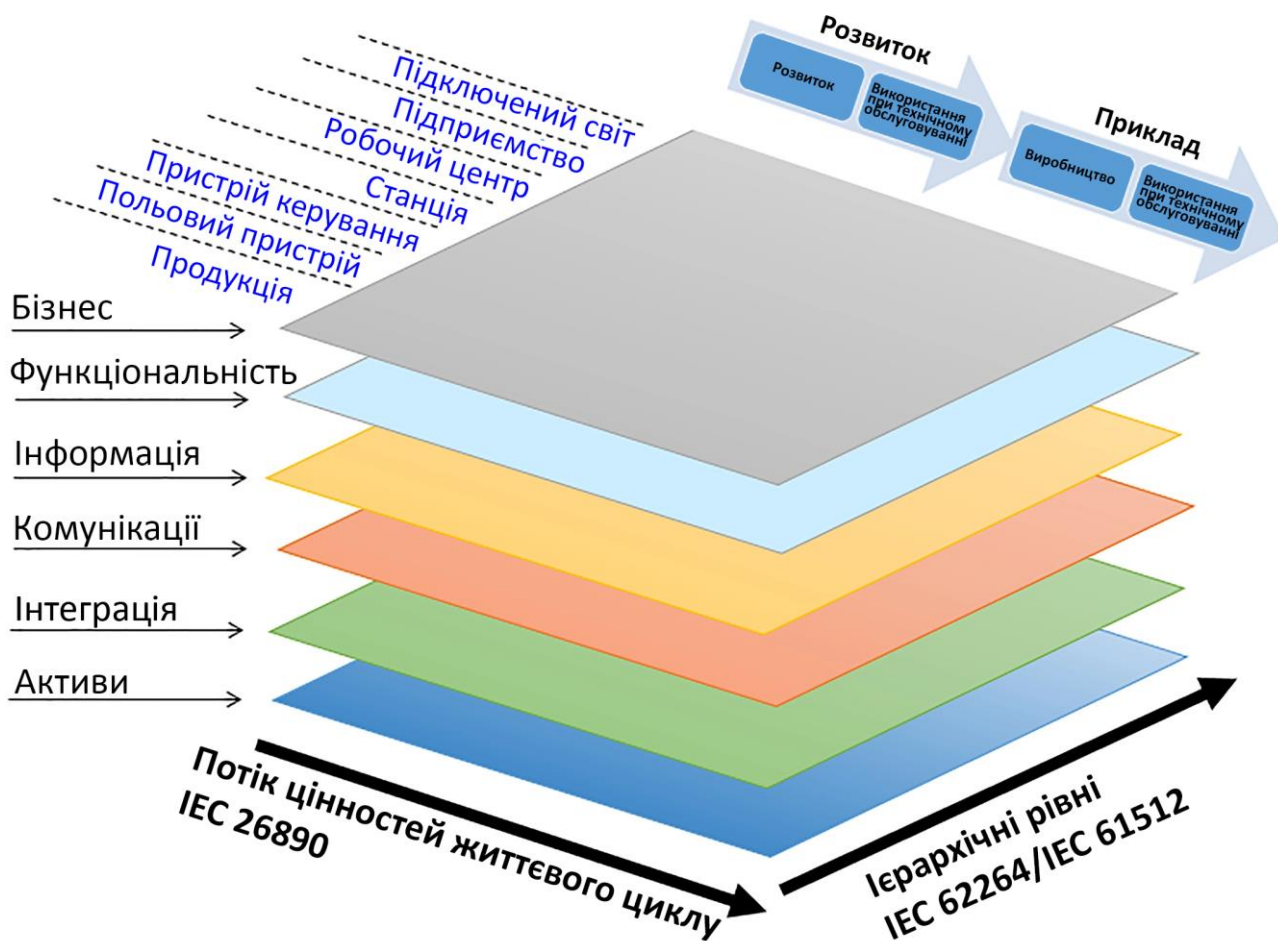 Розвиток
Розвиток
Використання
при технічному
обслуговуванні
Приклад
Виробництво
Використання
при технічному
обслуговуванні
Підключений світ
Підприємство
Робочий центр
Станція
Пристрій керування
Польовий пристрій
Продукція
Бізнес
Функціональність
Інформація
Комунікації
Інтеграція
Активи
Потік цінностей життєвого циклу
IEC 26890
Ієрархічні рівні
IEC 62264/IEC 61512